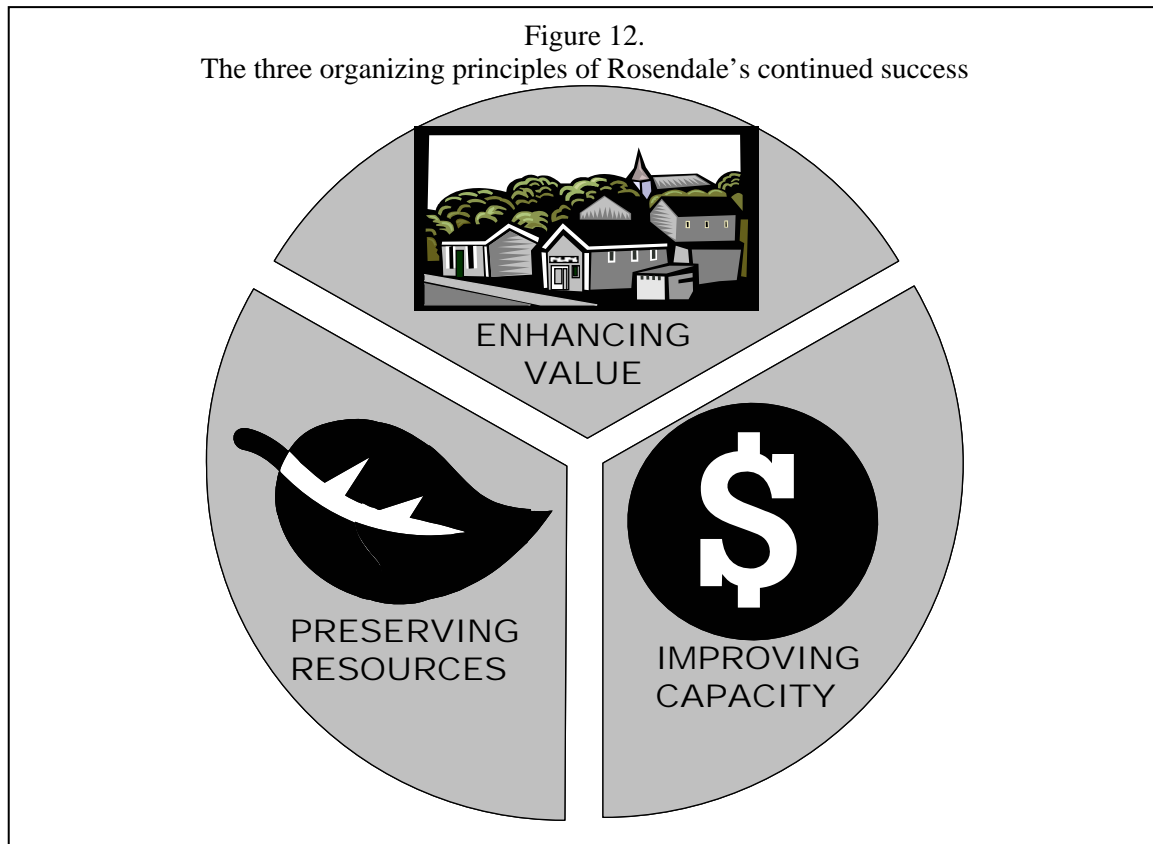 Figure 12.
The three organizing principles of Rosendale’s continued success
ENHANCING
VALUE
PRESERVING
RESOURCES
$
IMPROVING
CAPACITY